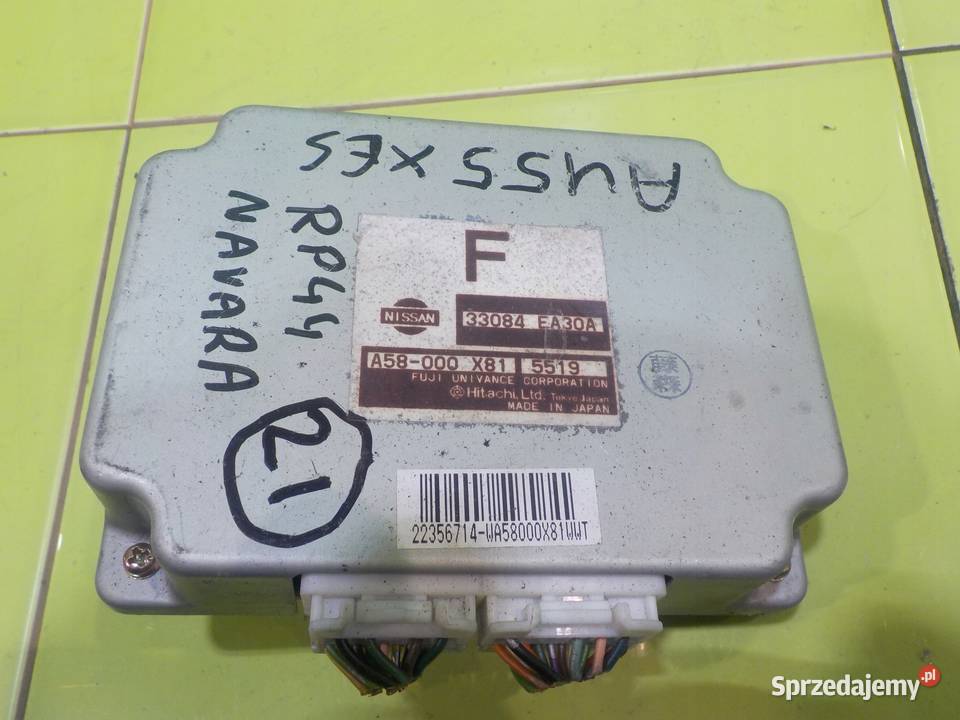 AU55 XES
RP44
NAVARA
21
F
NISSAN
33084 EA30A
A58-000 X81 5519
FUJI UNIVANCE CORPORATION
Hitachi, Ltd. Tokyo Japan
MADE IN JAPAN
22356714-WA58000X81WWT
Sprzedajemy.pl